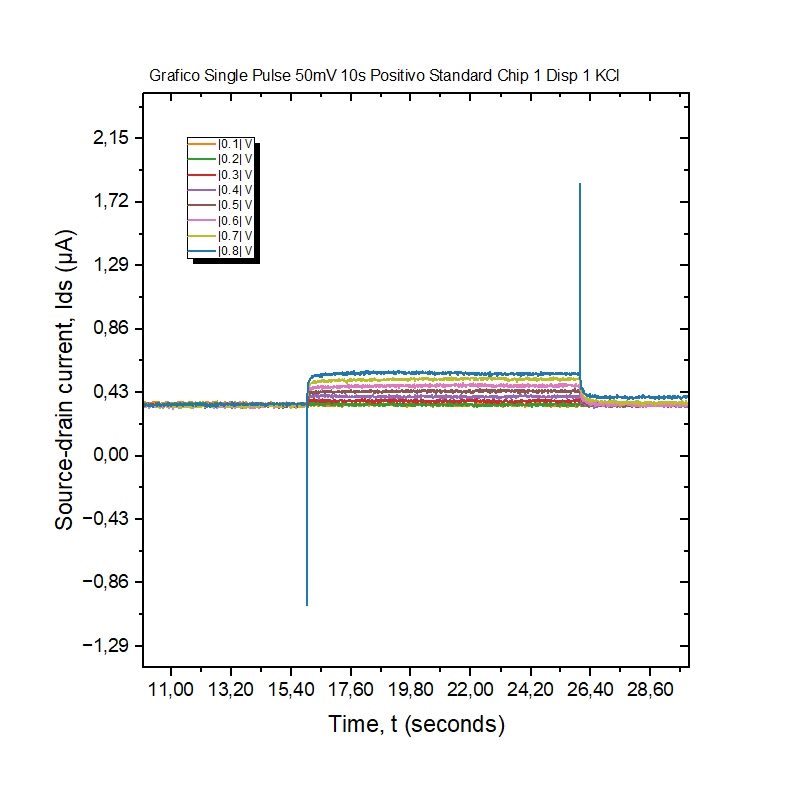 Grafico Single Pulse 50mV 10s Positivo Standard Chip 1 Disp 1 KCl
|0.1| V
|0.2| V
|0.3| V
|0.4| V
|0.5| V
|0.6| V
|0.7| V
|0.8| V
Source-drain current, Ids (μA)
2,15
1,72
1,29
0,86
0,43
0,00
−0,43
−0,86
−1,29
11,00 13,20 15,40 17,60 19,80 22,00 24,20 26,40 28,60
Time, t (seconds)